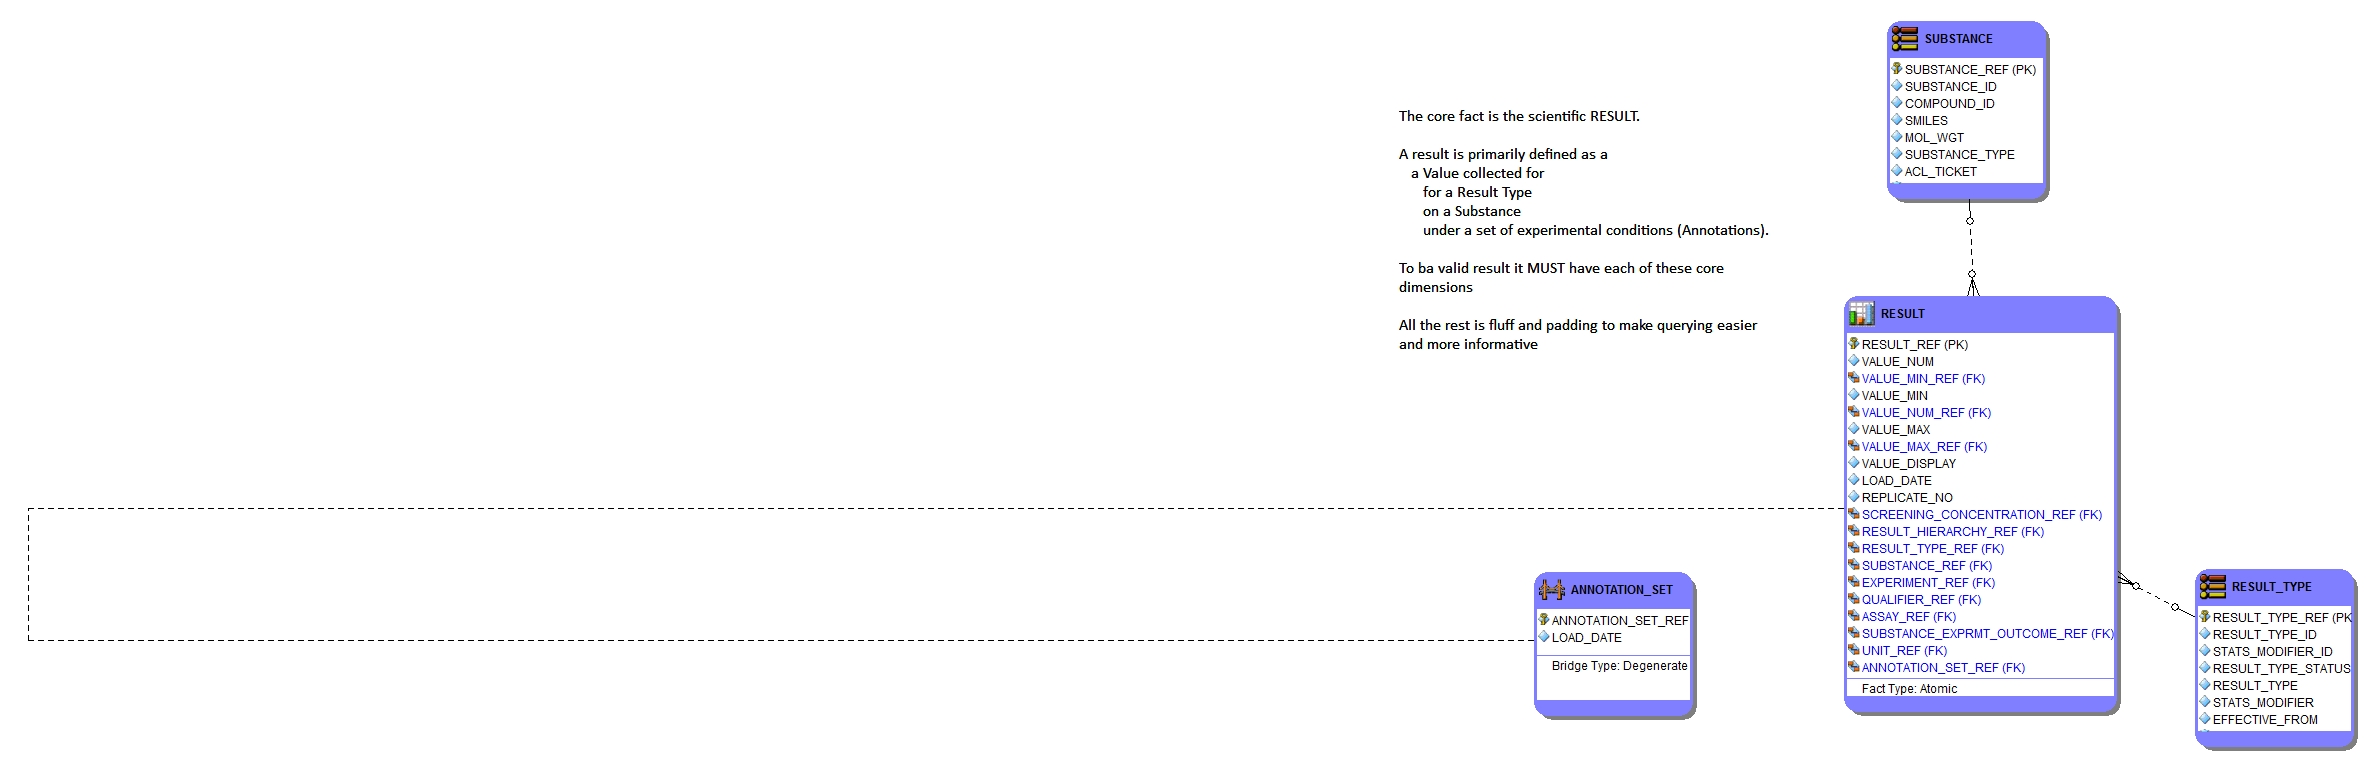 SUBSTANCE
SUBSTANCE_REF (PK)
SUBSTANCE_ID
COMPOUND_ID
SMILES
MOL_WGT
SUBSTANCE_TYPE
ACL_TICKET
The core fact is the scientific RESULT.
A result is primarily defined as a
a Value collected for
for a Result Type
on a Substance
under a set of experimental conditions (Annotations).
To ba valid result it MUST have each of these core
dimensions
All the rest is fluff and padding to make querying easier
and more informative
RESULT
RESULT_REF (PK)
VALUE_NUM
VALUE_MIN_REF (FK)
VALUE_MIN
VALUE_NUM_REF (FK)
VALUE_MAX
VALUE_MAX_REF (FK)
VALUE_DISPLAY
LOAD_DATE
REPLICATE_NO
SCREENING_CONCENTRATION_REF (FK)
RESULT_HIERARCHY_REF (FK)
RESULT_TYPE_REF (FK)
SUBSTANCE_REF (FK)
EXPERIMENT_REF (FK)
QUALIFIER_REF (FK)
ASSAY_REF (FK)
SUBSTANCE_EXPRMT_OUTCOME_REF (FK)
UNIT_REF (FK)
ANNOTATION_SET_REF (FK)
Fact Type: Atomic
ANNOTATION_SET
ANNOTATION_SET_REF
LOAD_DATE
Bridge Type: Degenerate
RESULT_TYPE
RESULT_TYPE_REF (PK
RESULT_TYPE_ID
STATS_MODIFIER_ID
RESULT_TYPE_STATUS
RESULT_TYPE
STATS_MODIFIER
EFFECTIVE_FROM